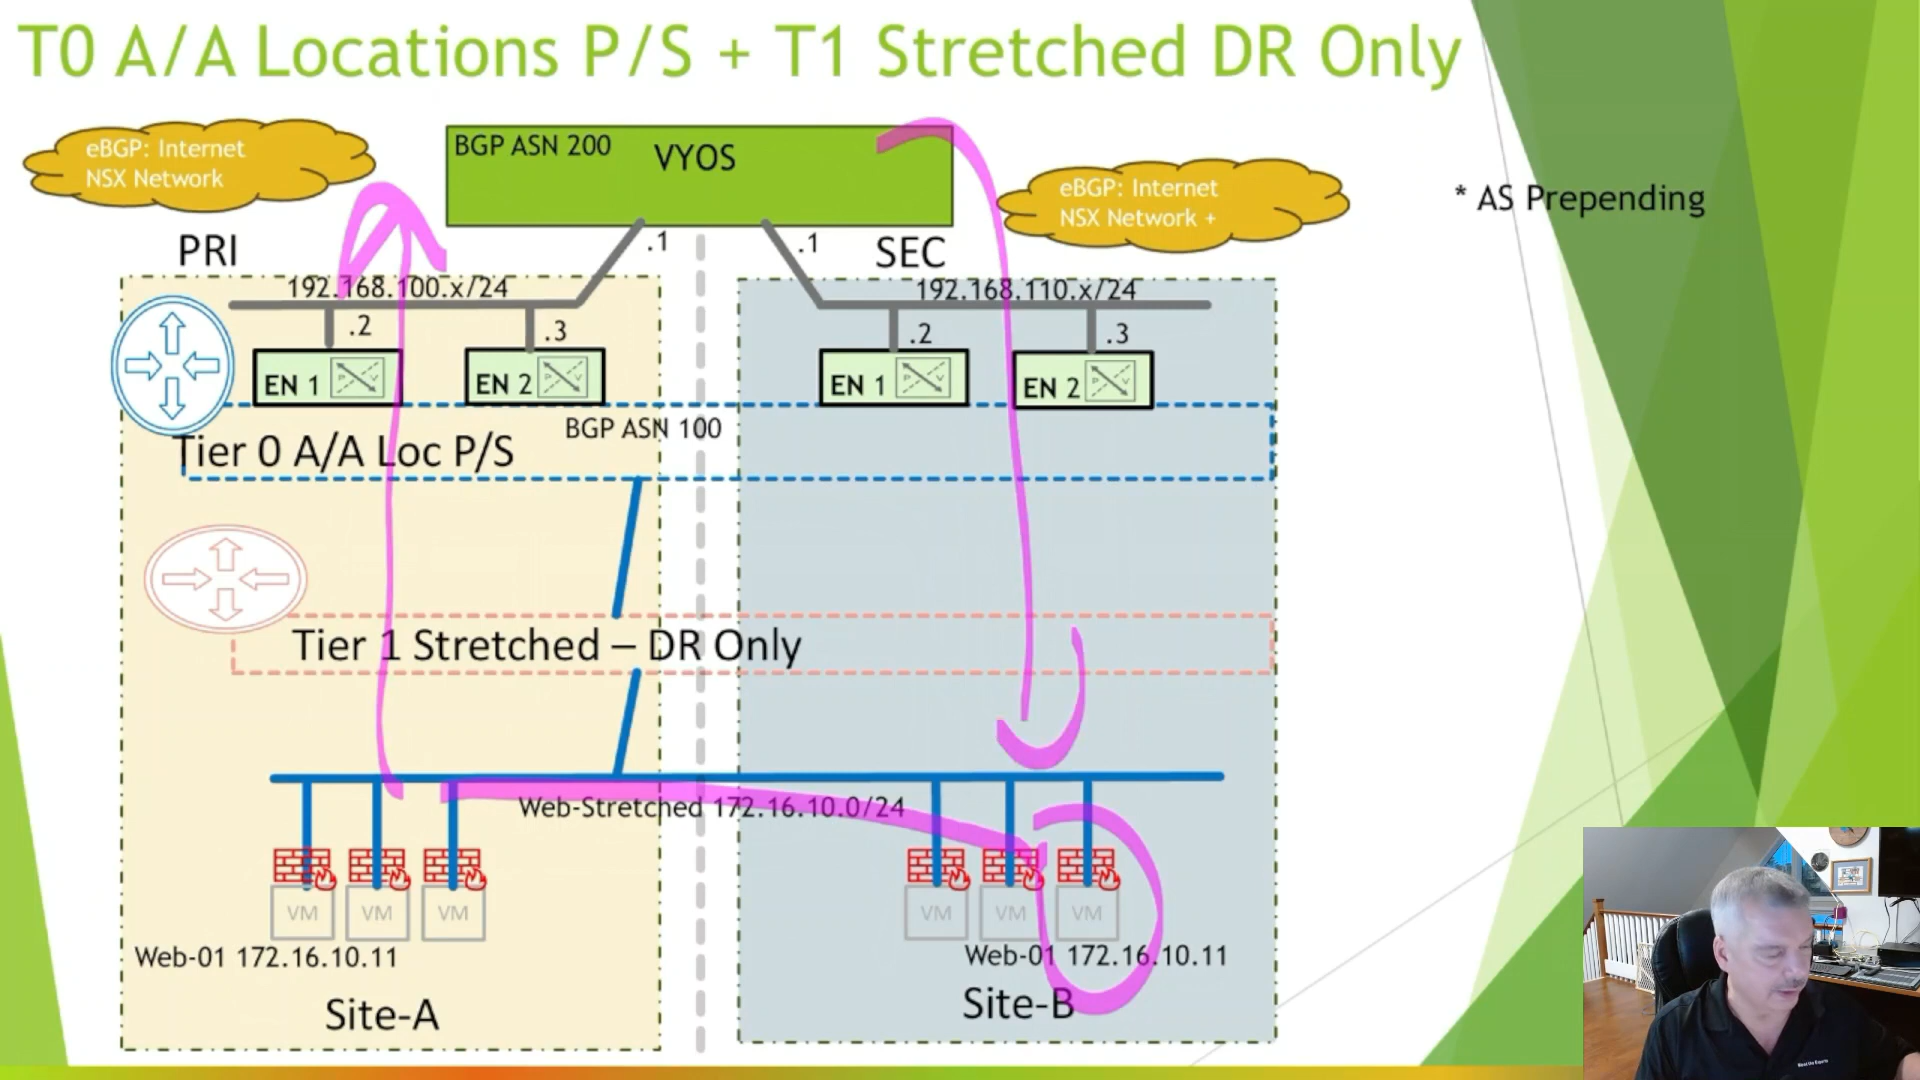 T0 A/A Locations P/S + T1 Stretched DR Only
eBGP: Internet
NSX Network
BGP ASN 200
VYOS
eBGP: Internet
NSX Network +
* AS Prepending
PRI
.1
.1
SEC
192.168.100.x/24
192.168.110.x/24
.2
.3
.2
.3
EN 1
EN 2
EN 1
EN 2
BGP ASN 100
Tier 0 A/A Loc P/S
Tier 1 Stretched – DR Only
Web-Stretched 172.16.10.0/24
VM
VM
VM
VM
VM
VM
Web-01 172.16.10.11
Web-01 172.16.10.11
Site-A
Site-B